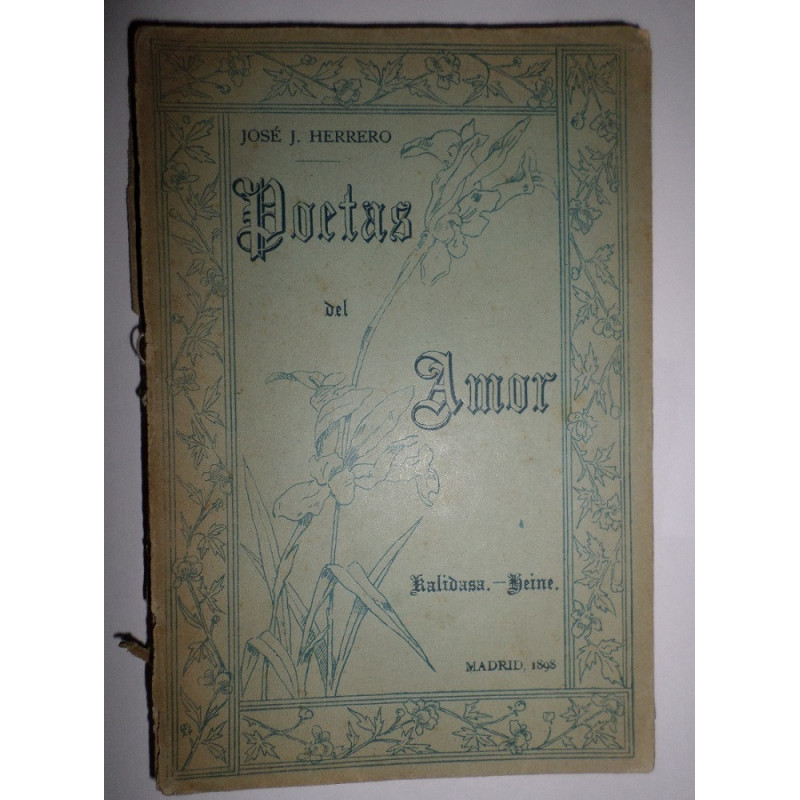 JOSÉ J. HERRERO
Poetas
del
Amor
Kalidasa.—Heine.
MADRID, 1898